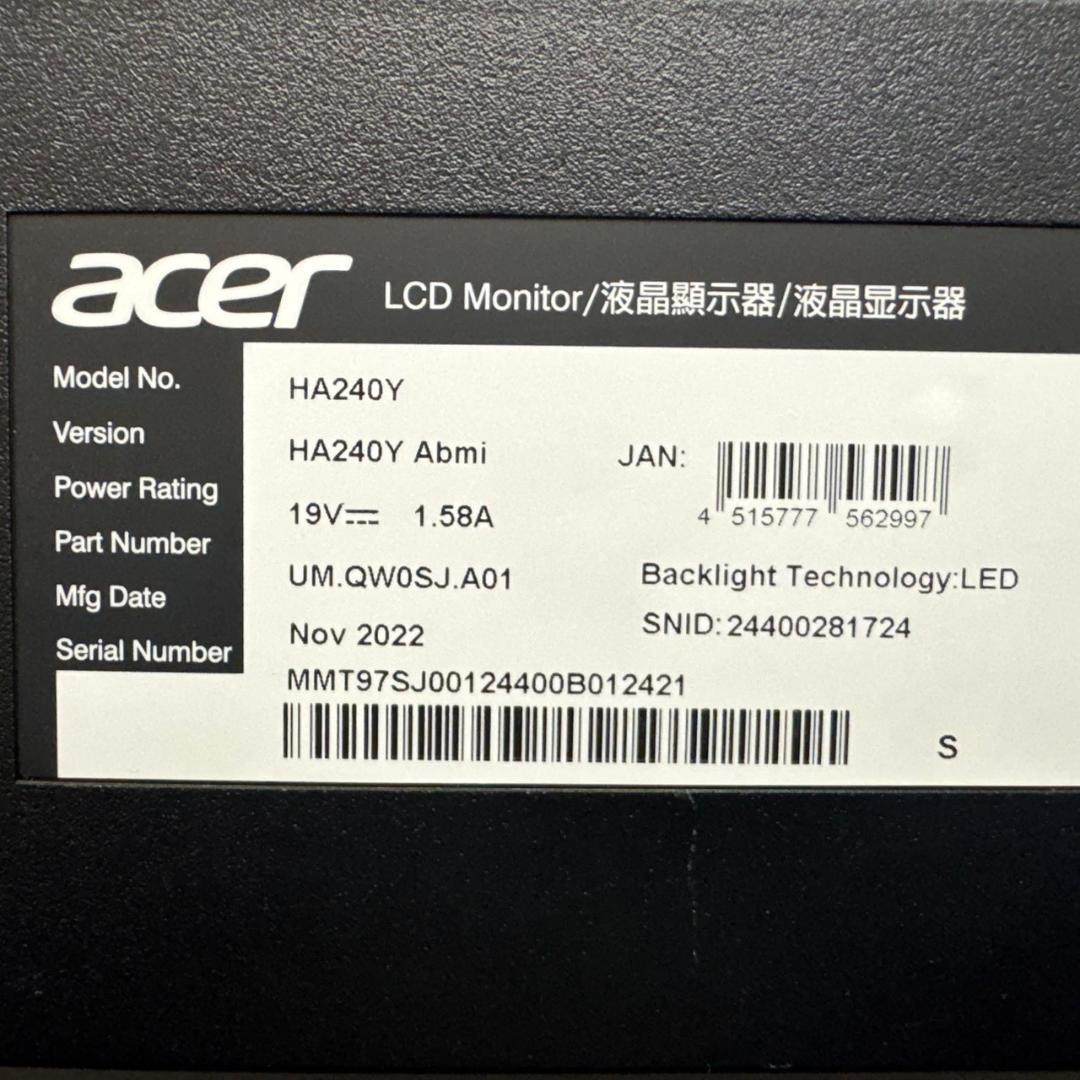 acer LCD Monitor/液晶顯示器/液晶显示器
Model No. HA240Y
Version HA240Y Abmi JAN:
4 515777 562997
Power Rating 19V⎓ 1.58A
Part Number UM.QW0SJ.A01 Backlight Technology:LED
Mfg Date Nov 2022 SNID:24400281724
Serial Number MMT97SJ00124400B012421
S